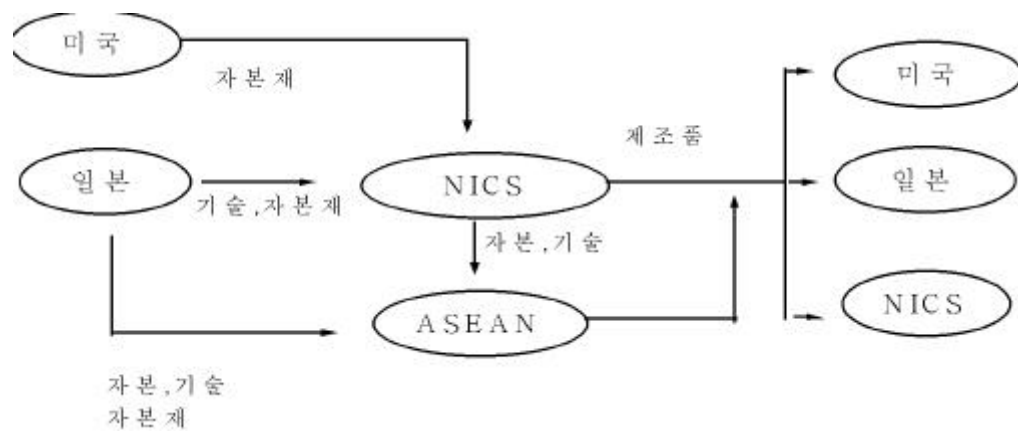 미국
자본재
미국
제조품
일본
기술,자본재
NICS
일본
자본,기술
ASEAN
NICS
자본,기술
자본재